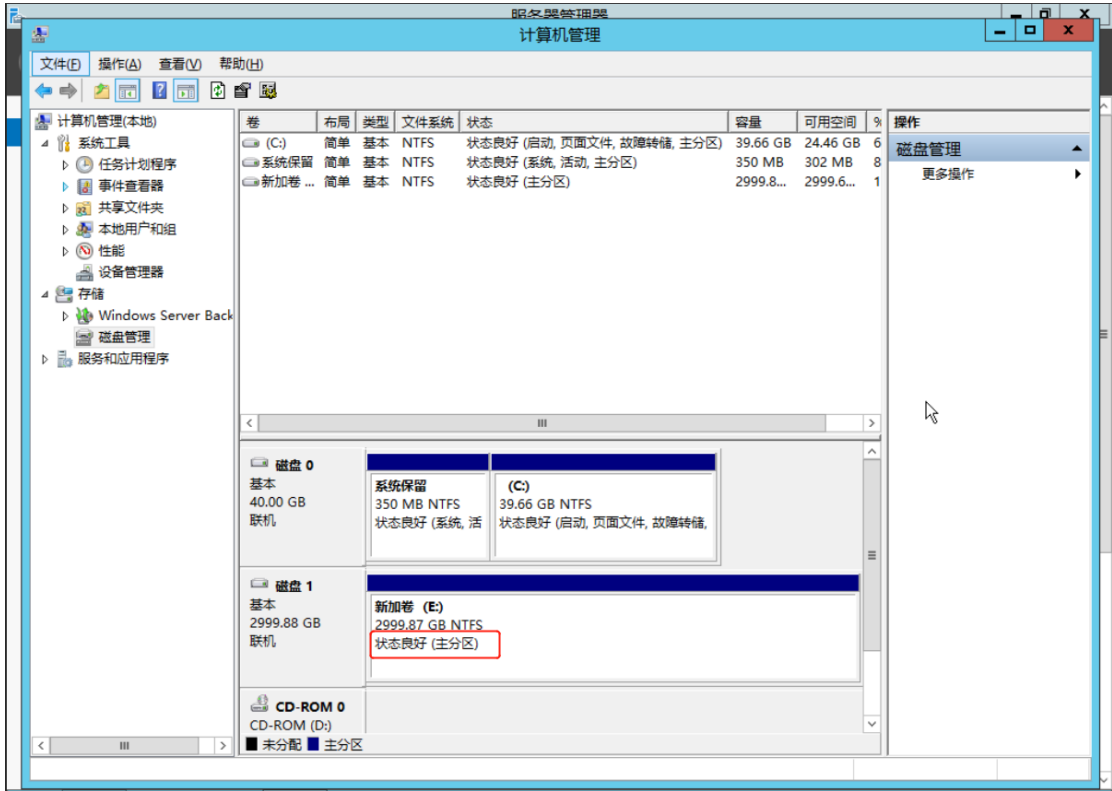 服务器管理器
计算机管理
文件(F) 操作(A) 查看(V) 帮助(H)
计算机管理(本地)
系统工具
任务计划程序
事件查看器
共享文件夹
本地用户和组
性能
设备管理器
存储
Windows Server Back
磁盘管理
服务和应用程序
卷 布局 类型 文件系统 状态 容量 可用空间 %
(C:) 简单 基本 NTFS 状态良好 (启动, 页面文件, 故障转储, 主分区) 39.66 GB 24.46 GB 6
系统保留 简单 基本 NTFS 状态良好 (系统, 活动, 主分区) 350 MB 302 MB 8
新加卷 ... 简单 基本 NTFS 状态良好 (主分区) 2999.8... 2999.6... 1
磁盘 0
基本
40.00 GB
联机
系统保留
350 MB NTFS
状态良好 (系统, 活
(C:)
39.66 GB NTFS
状态良好 (启动, 页面文件, 故障转储,
磁盘 1
基本
2999.88 GB
联机
新加卷 (E:)
2999.87 GB NTFS
状态良好 (主分区)
CD-ROM 0
CD-ROM (D:)
未分配 主分区
操作
磁盘管理
更多操作